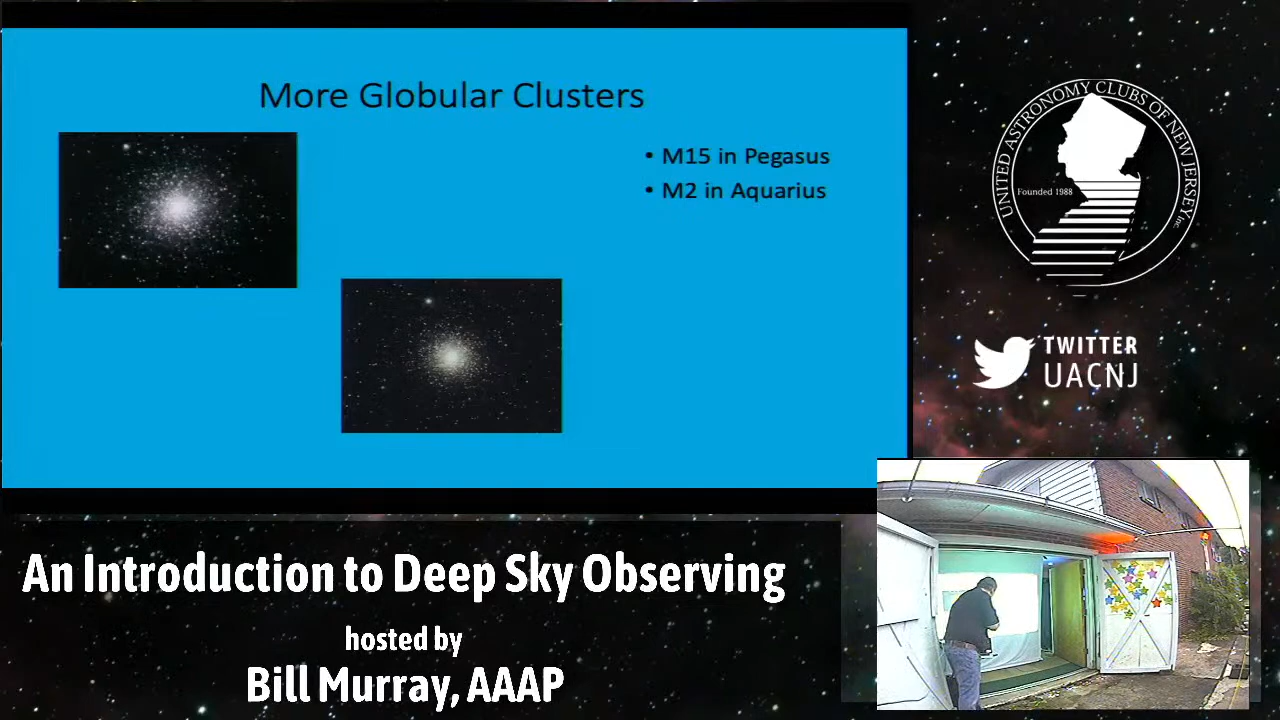 More Globular Clusters
• M15 in Pegasus
• M2 in Aquarius
UNITED ASTRONOMY CLUBS OF NEW JERSEY, Inc.
Founded 1988
TWITTER
UACNJ
An Introduction to Deep Sky Observing
hosted by
Bill Murray, AAAP